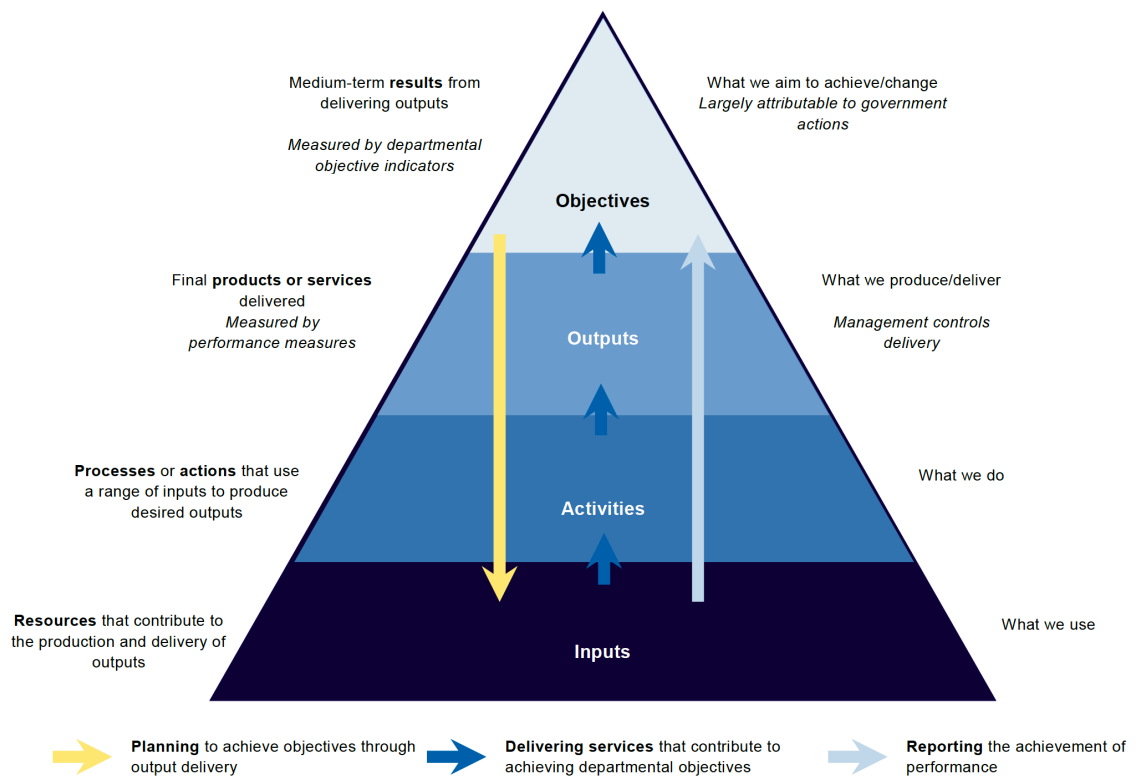 Medium-term results from
delivering outputs
Measured by departmental
objective indicators
What we aim to achieve/change
Largely attributable to government
actions
Objectives
Final products or services
delivered
Measured by
performance measures
What we produce/deliver
Management controls
delivery
Outputs
Processes or actions that use
a range of inputs to produce
desired outputs
What we do
Activities
Resources that contribute to
the production and delivery of
outputs
What we use
Inputs
Planning to achieve objectives through
output delivery
Delivering services that contribute to
achieving departmental objectives
Reporting the achievement of
performance